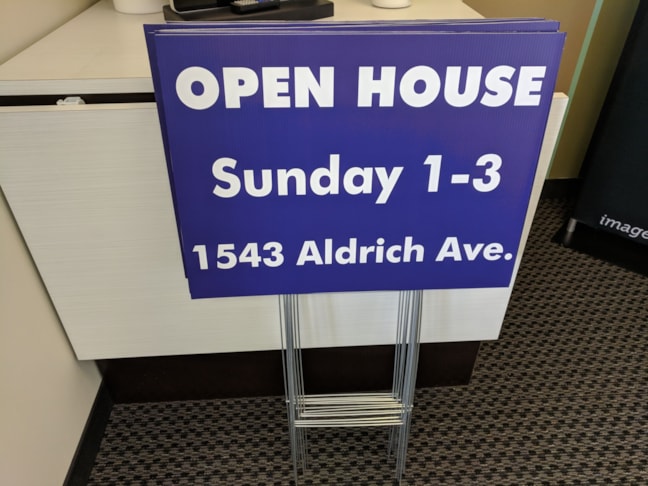 OPEN HOUSE
Sunday 1-3
1543 Aldrich Ave.
image